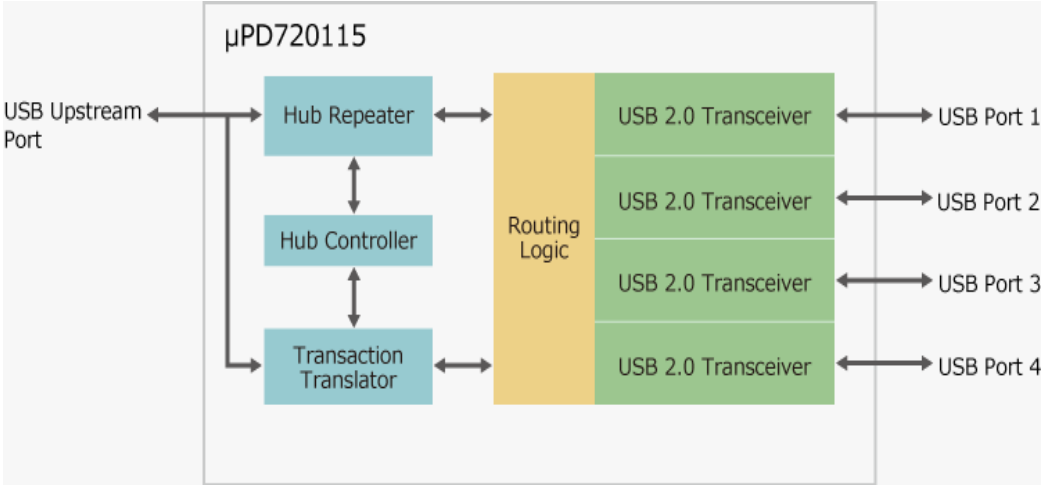 µPD720115
USB Upstream
Port
Hub Repeater
Hub Controller
Transaction
Translator
Routing
Logic
USB 2.0 Transceiver
USB 2.0 Transceiver
USB 2.0 Transceiver
USB 2.0 Transceiver
USB Port 1
USB Port 2
USB Port 3
USB Port 4